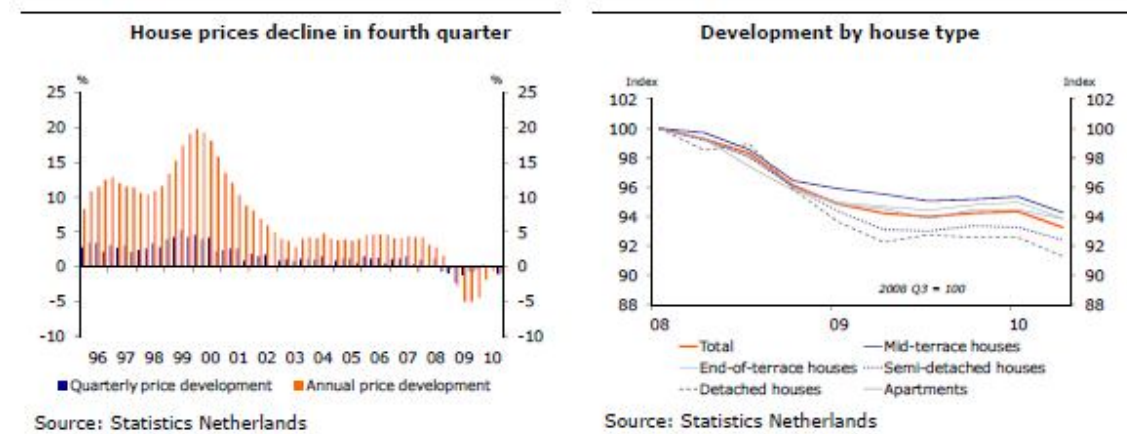 House prices decline in fourth quarter
%
%
25
25
20
20
15
15
10
10
5
5
0
0
-5
-5
-10
-10
96 97 98 99 00 01 02 03 04 05 06 07 08 09 10
Quarterly price development
Annual price development
Source: Statistics Netherlands
Development by house type
Index
Index
102
102
100
100
98
98
96
96
94
94
92
92
90
90
88
88
2008 Q3 = 100
08 09 10
Total
Mid-terrace houses
End-of-terrace houses
Semi-detached houses
Detached houses
Apartments
Source: Statistics Netherlands